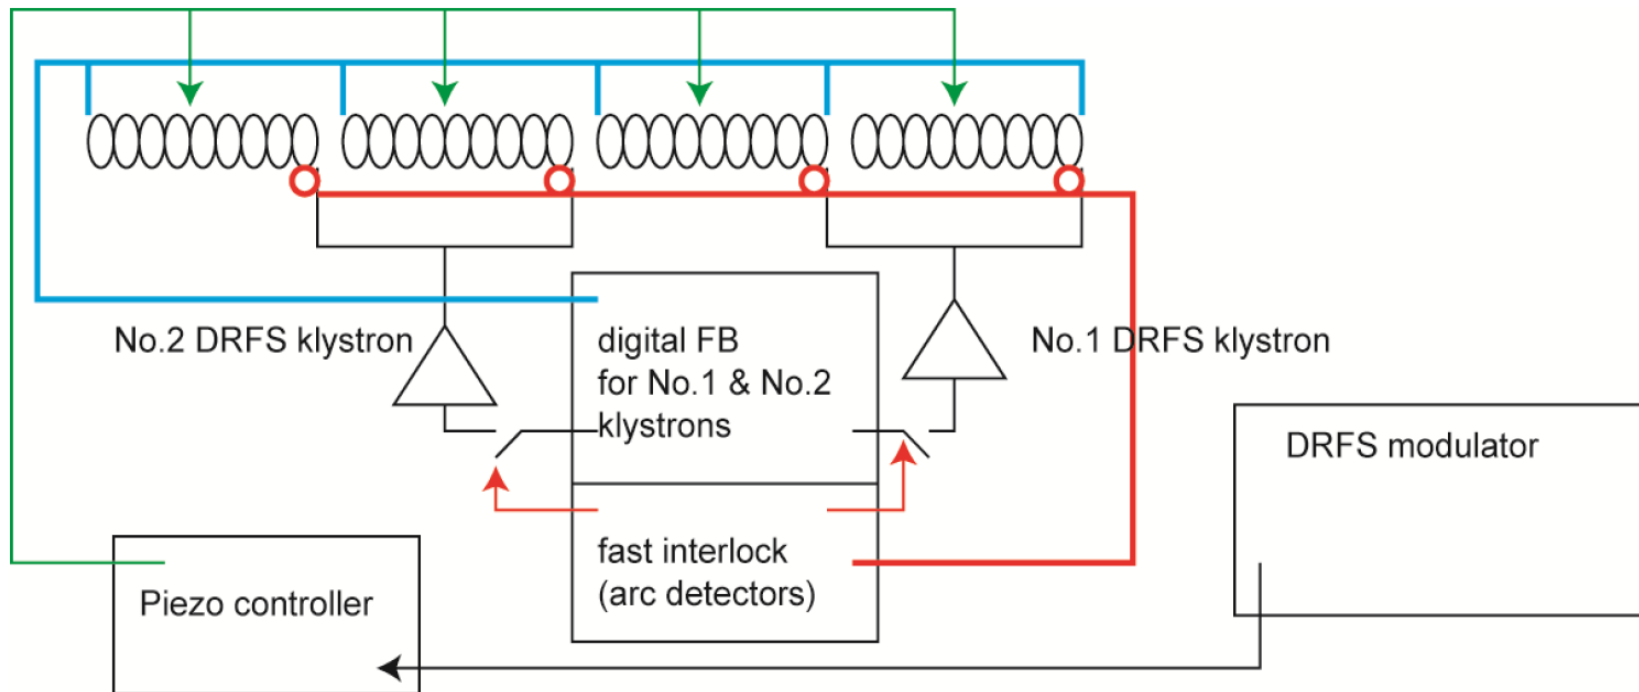 No.2 DRFS klystron
digital FB
for No.1 & No.2
klystrons
No.1 DRFS klystron
DRFS modulator
fast interlock
(arc detectors)
Piezo controller